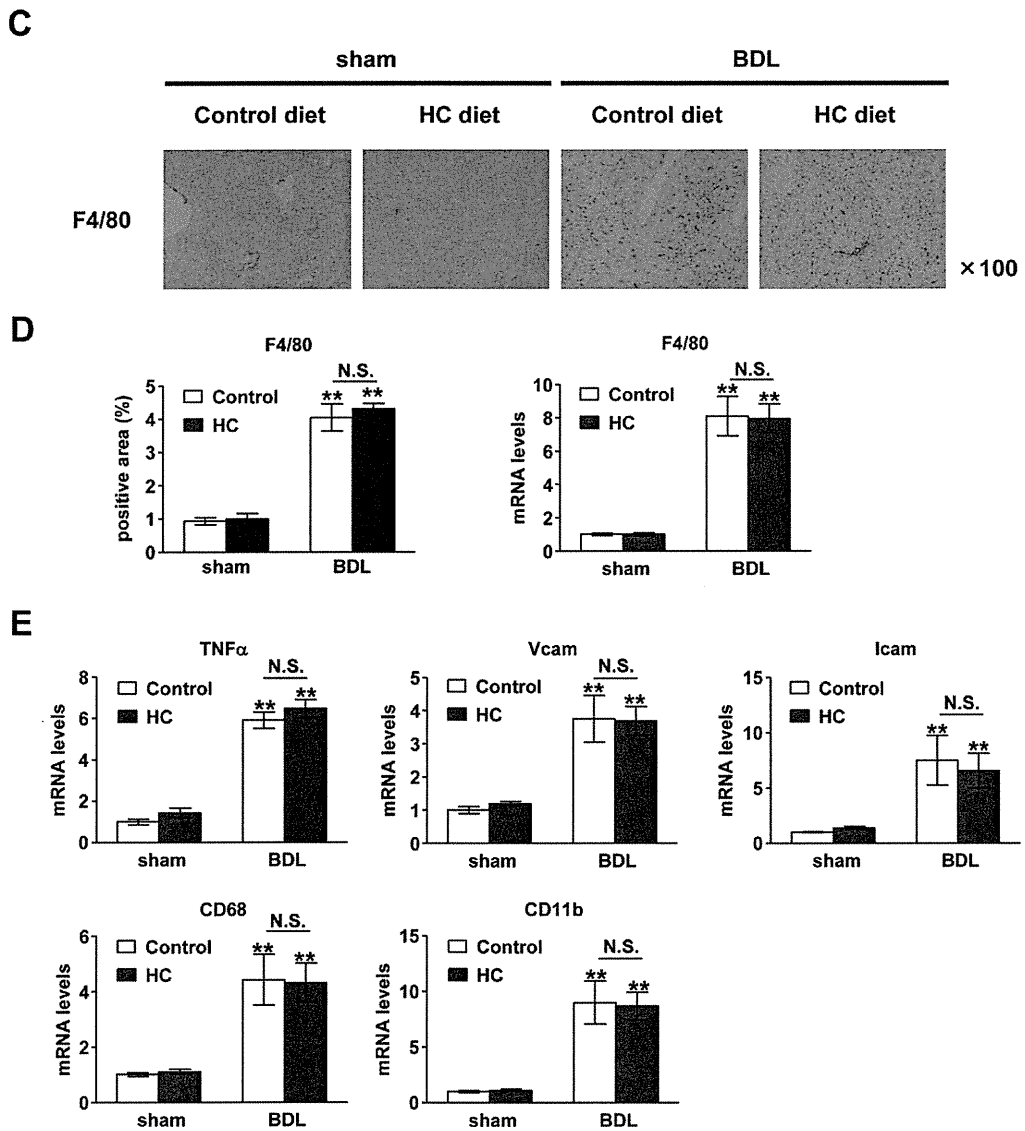 C
sham BDL
Control diet HC diet Control diet HC diet
F4/80
×100
D
F4/80
positive area (%)
5
4
3
2
1
0
Control
HC
** **
N.S.
sham BDL
F4/80
mRNA levels
10
8
6
4
2
0
Control
HC
** **
N.S.
sham BDL
E
TNFα
mRNA levels
8
6
4
2
0
Control
HC
** **
N.S.
sham BDL
Vcam
mRNA levels
5
4
3
2
1
0
Control
HC
** **
N.S.
sham BDL
Icam
mRNA levels
15
10
5
0
Control
HC
** **
N.S.
sham BDL
CD68
mRNA levels
6
4
2
0
Control
HC
** **
N.S.
sham BDL
CD11b
mRNA levels
15
10
5
0
Control
HC
** **
N.S.
sham BDL